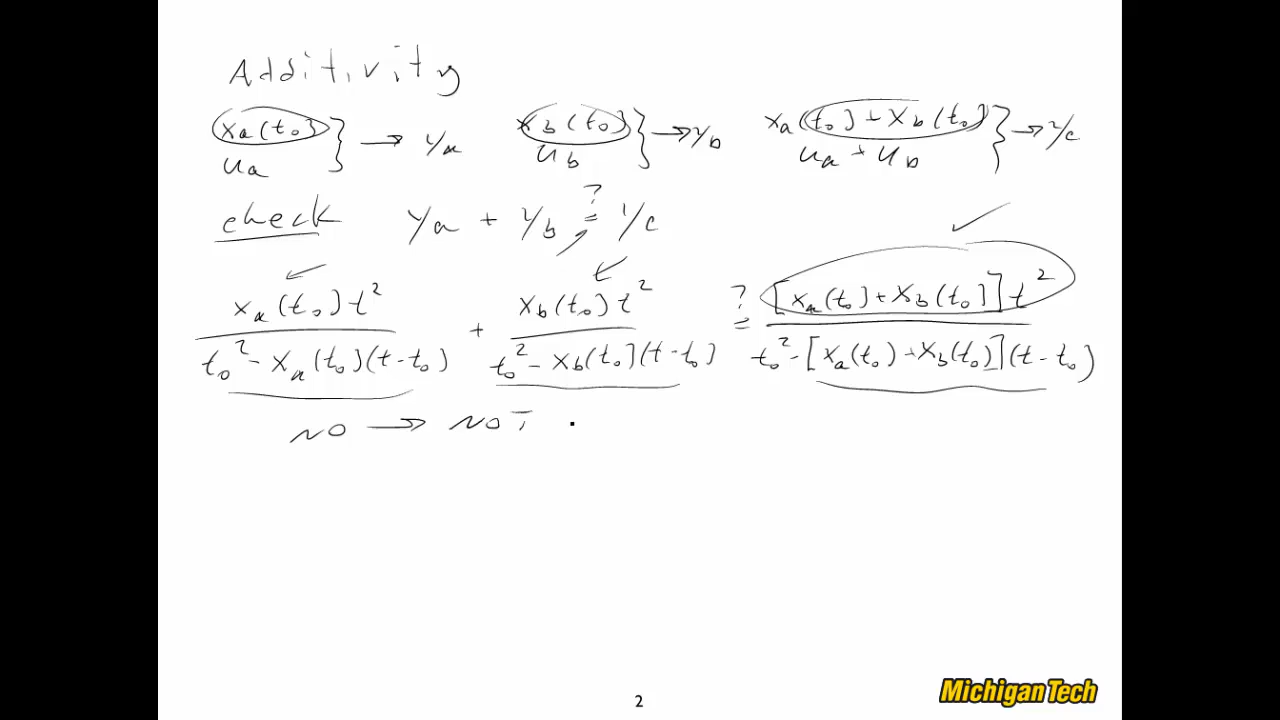 Additivity
xa(t0) } → ya   xb(t0) } → yb   xa(t0) + xb(t0) } → yc
ua   ub   ua + ub
check   ya + yb ?= yc
xa(t0)t² / (t0² - xa(t0)(t-t0)) + xb(t0)t² / (t0² - xb(t0)(t-t0)) ?= [xa(t0)+xb(t0)]t² / (t0² - [xa(t0)+xb(t0)](t-t0))
NO → NOT
2
Michigan Tech